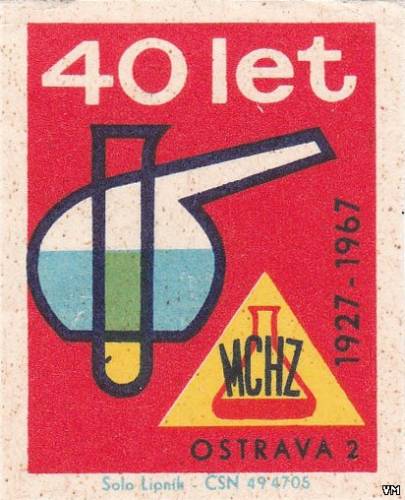 40 let
1927-1967
MCHZ
OSTRAVA 2
Solo Lipník - ČSN 49'4705
VM